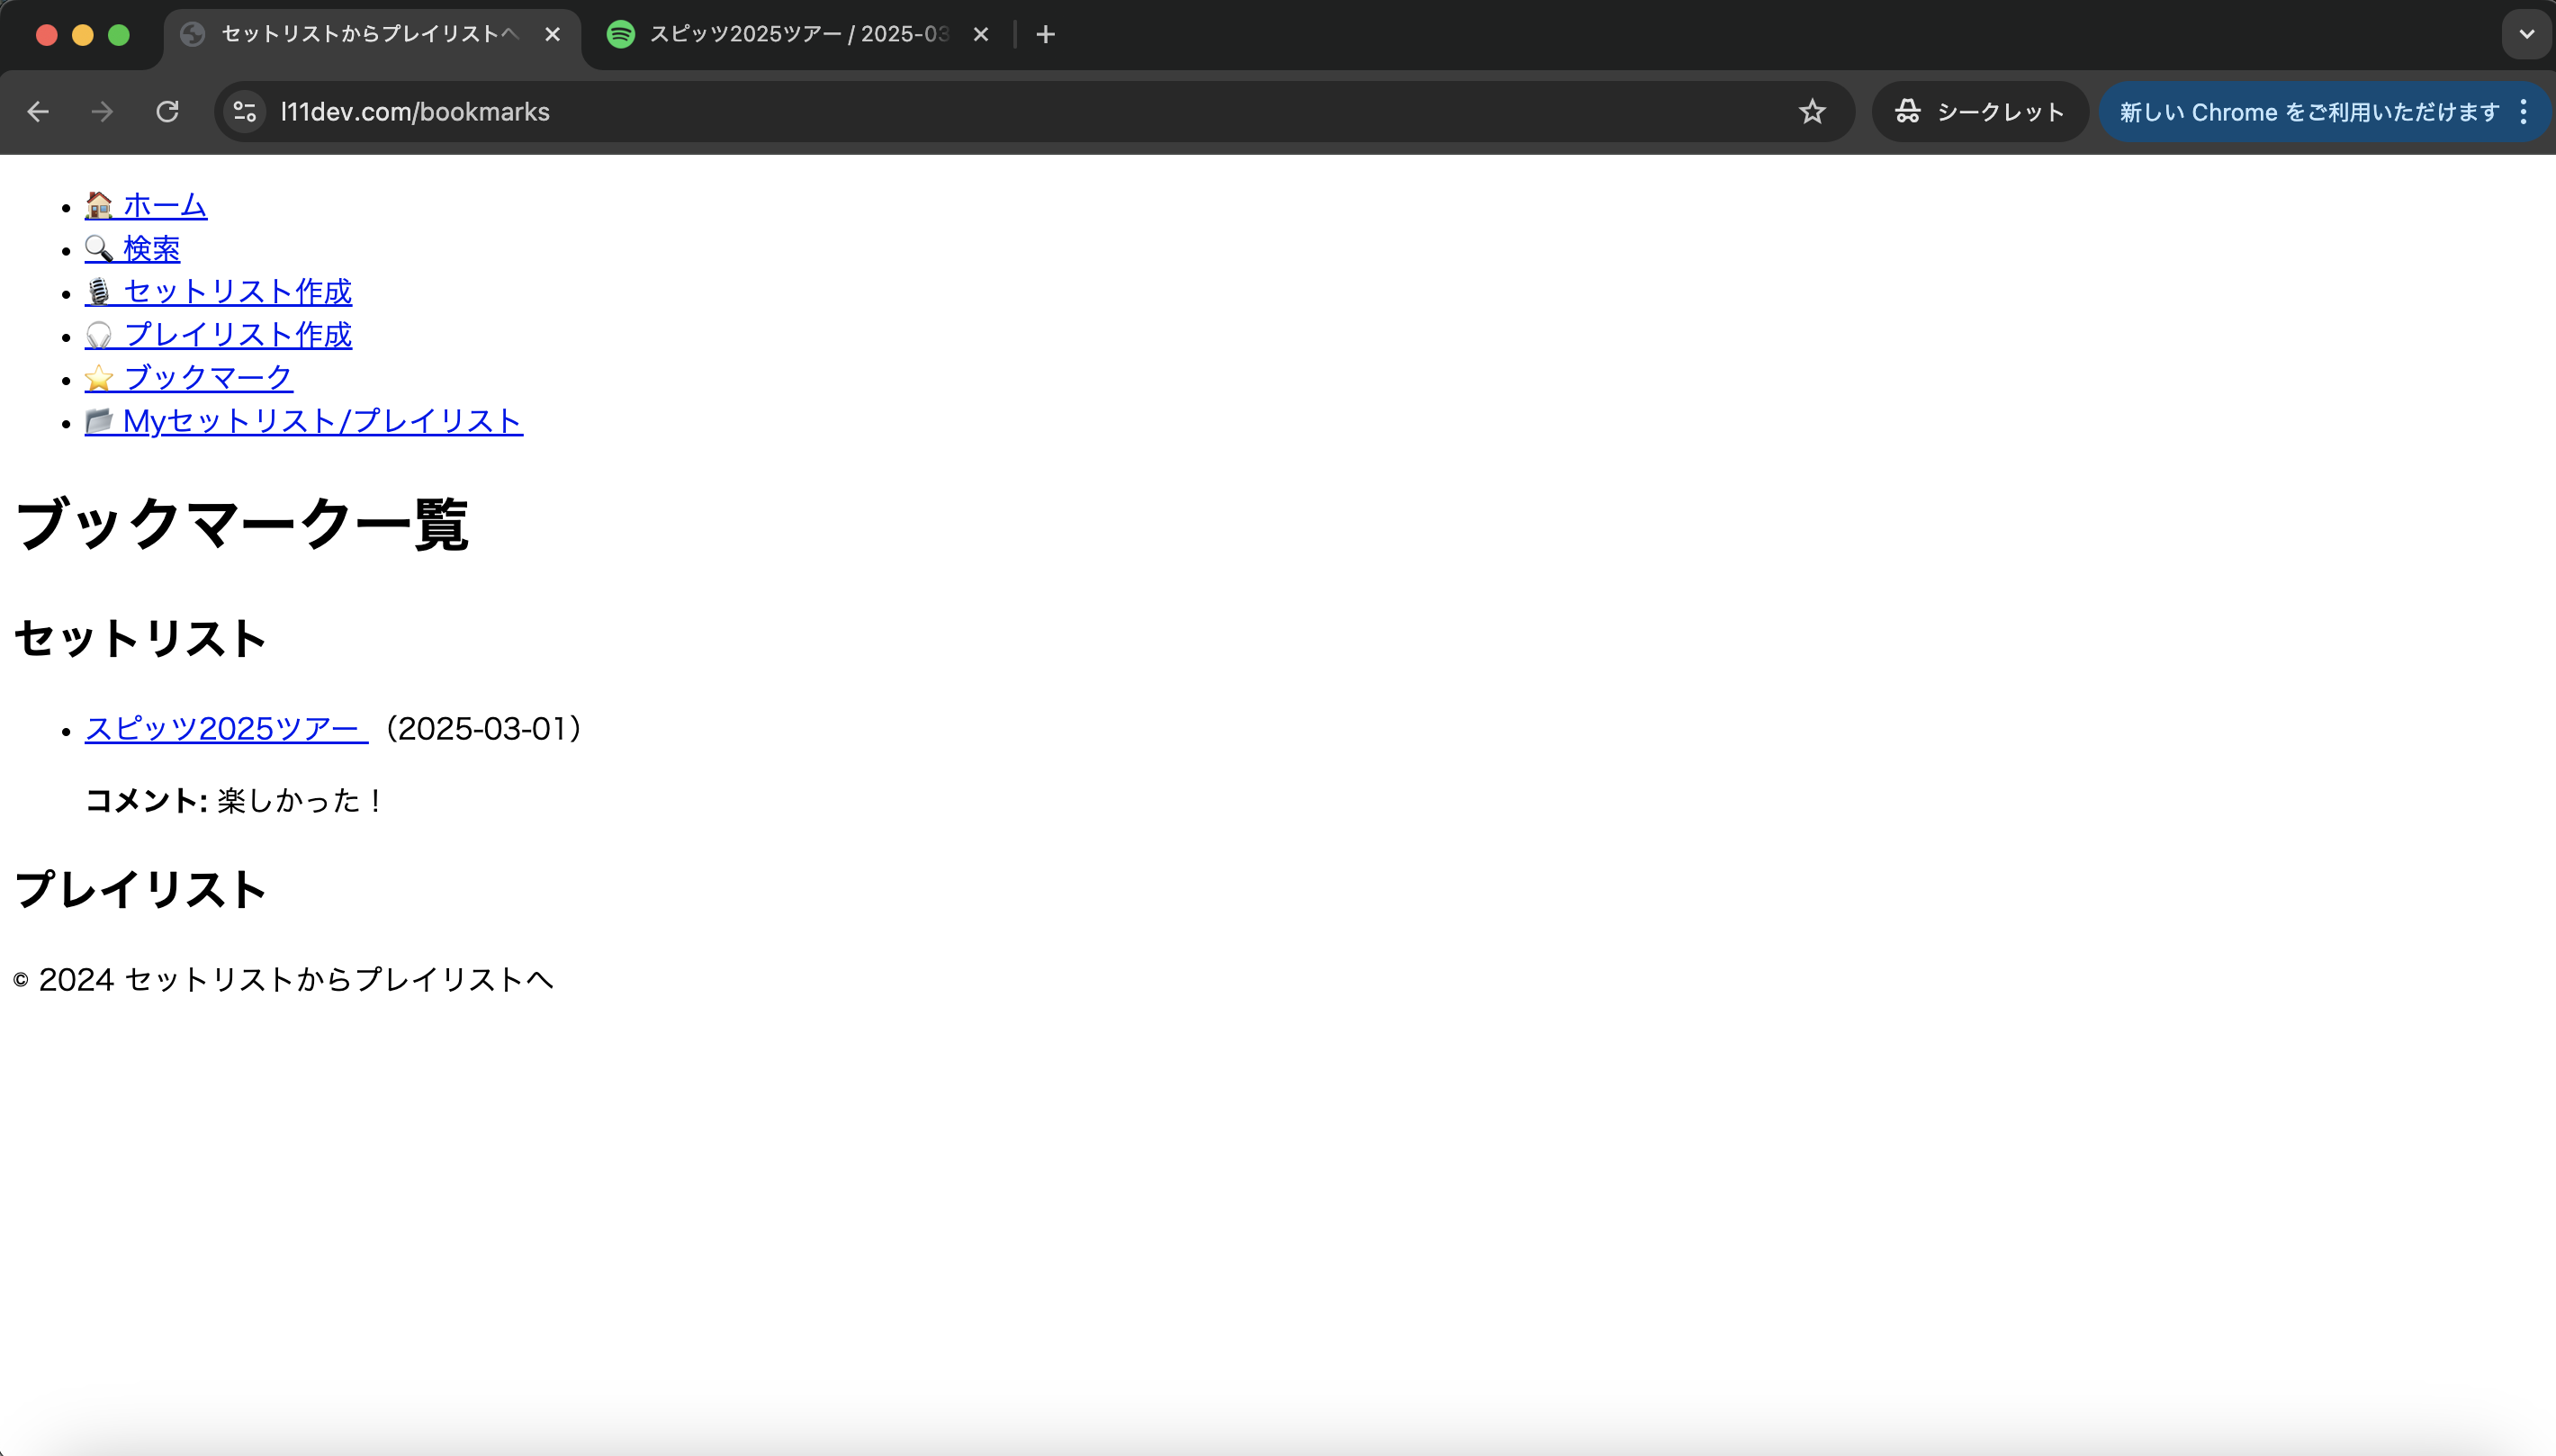 セットリストからプレイリストへ
スピッツ2025ツアー / 2025-03
l11dev.com/bookmarks
シークレット
新しい Chrome をご利用いただけます
ホーム
検索
セットリスト作成
プレイリスト作成
ブックマーク
Myセットリスト/プレイリスト
ブックマーク一覧
セットリスト
スピッツ2025ツアー （2025-03-01）
コメント: 楽しかった！
プレイリスト
© 2024 セットリストからプレイリストへ